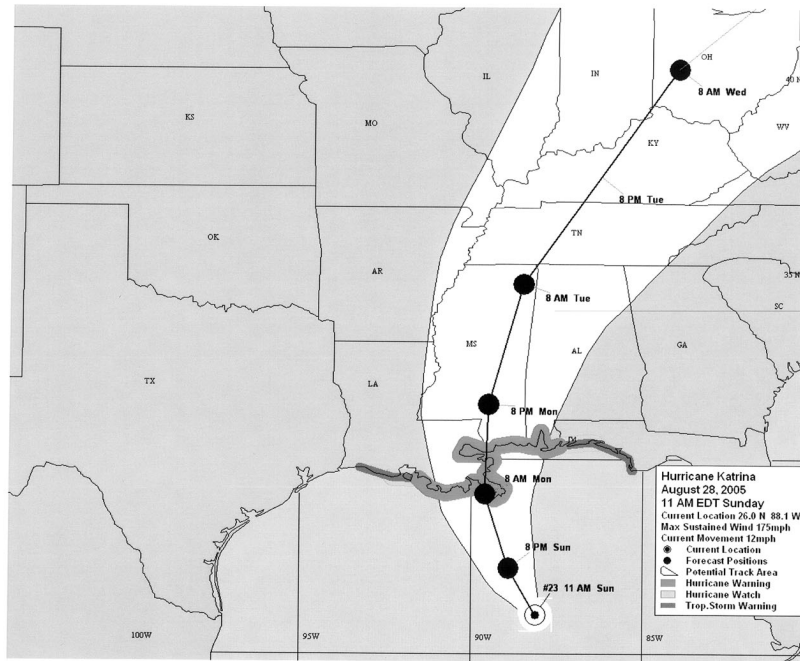 OH
IL
IN
8 AM Wed
40 N
KS
MO
WV
KY
8 PM Tue
OK
TN
AR
35 N
8 AM Tue
SC
MS
AL
GA
TX
LA
8 PM Mon
8 AM Mon
Hurricane Katrina
August 28, 2005
11 AM EDT Sunday
Current Location 26.0 N 88.1 W
Max Sustained Wind 175mph
Current Movement 12mph
Current Location
Forecast Positions
Potential Track Area
Hurricane Warning
Hurricane Watch
Trop.Storm Warning
8 PM Sun
#23 11 AM Sun
100W
95W
90W
85W